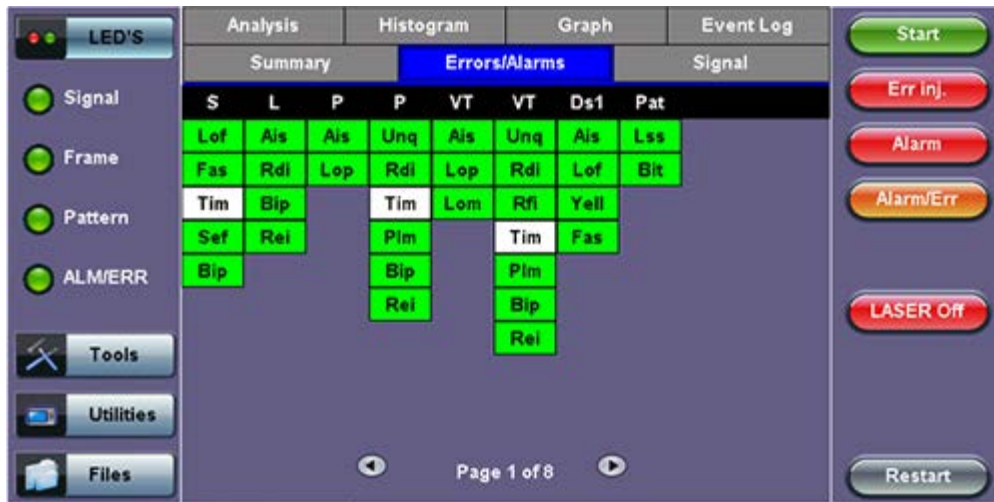 LED'S
Signal
Frame
Pattern
ALM/ERR
Tools
Utilities
Files
Analysis Histogram Graph Event Log
Summary Errors/Alarms Signal
S L P P VT VT Ds1 Pat
Lof Ais Ais Unq Ais Unq Ais Lss
Fas Rdi Lop Rdi Lop Rdi Lof Bit
Tim Bip Tim Lom Rfi Yell
Sef Rei Plm Tim Fas
Bip Bip Plm
Rei Bip
Rei
Page 1 of 8
Start
Err inj.
Alarm
Alarm/Err
LASER Off
Restart